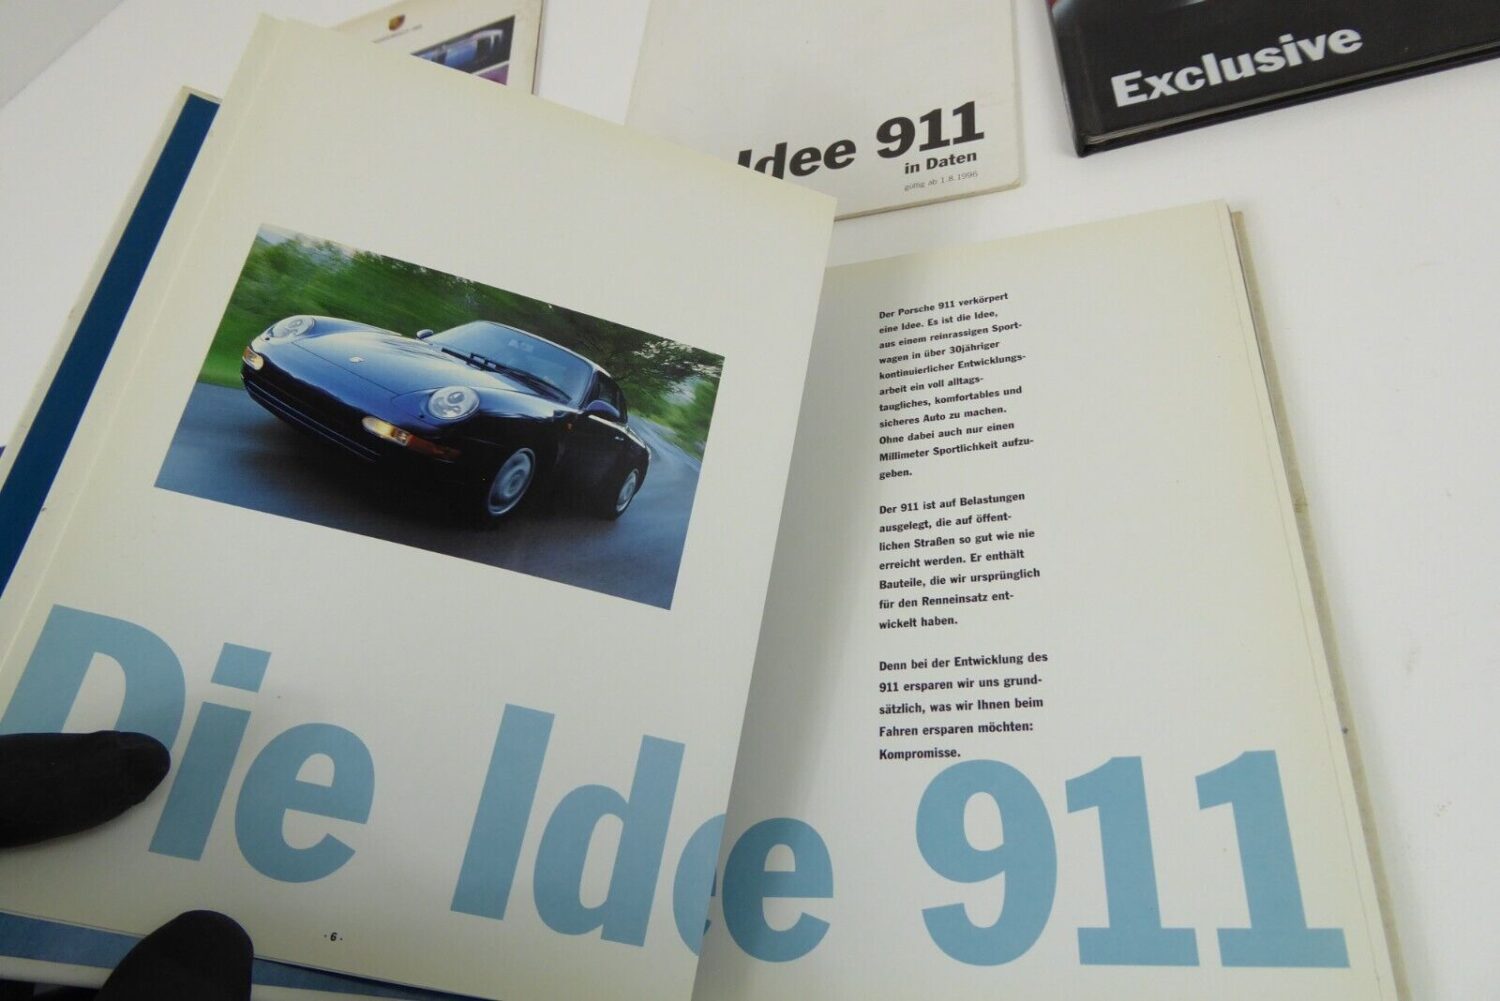 Exclusive
Idee 911
in Daten
gültig ab 1.8.1996
Der Porsche 911 verkörpert
eine Idee. Es ist die Idee,
aus einem reinrassigen Sport-
wagen in über 30jähriger
kontinuierlicher Entwicklungs-
arbeit ein voll alltags-
taugliches, komfortables und
sicheres Auto zu machen.
Ohne dabei auch nur einen
Millimeter Sportlichkeit aufzu-
geben.
Der 911 ist auf Belastungen
ausgelegt, die auf öffent-
lichen Straßen so gut wie nie
erreicht werden. Er enthält
Bauteile, die wir ursprünglich
für den Renneinsatz ent-
wickelt haben.
Denn bei der Entwicklung des
911 ersparen wir uns grund-
sätzlich, was wir Ihnen beim
Fahren ersparen möchten:
Kompromisse.
Die Idee 911
· 6 ·